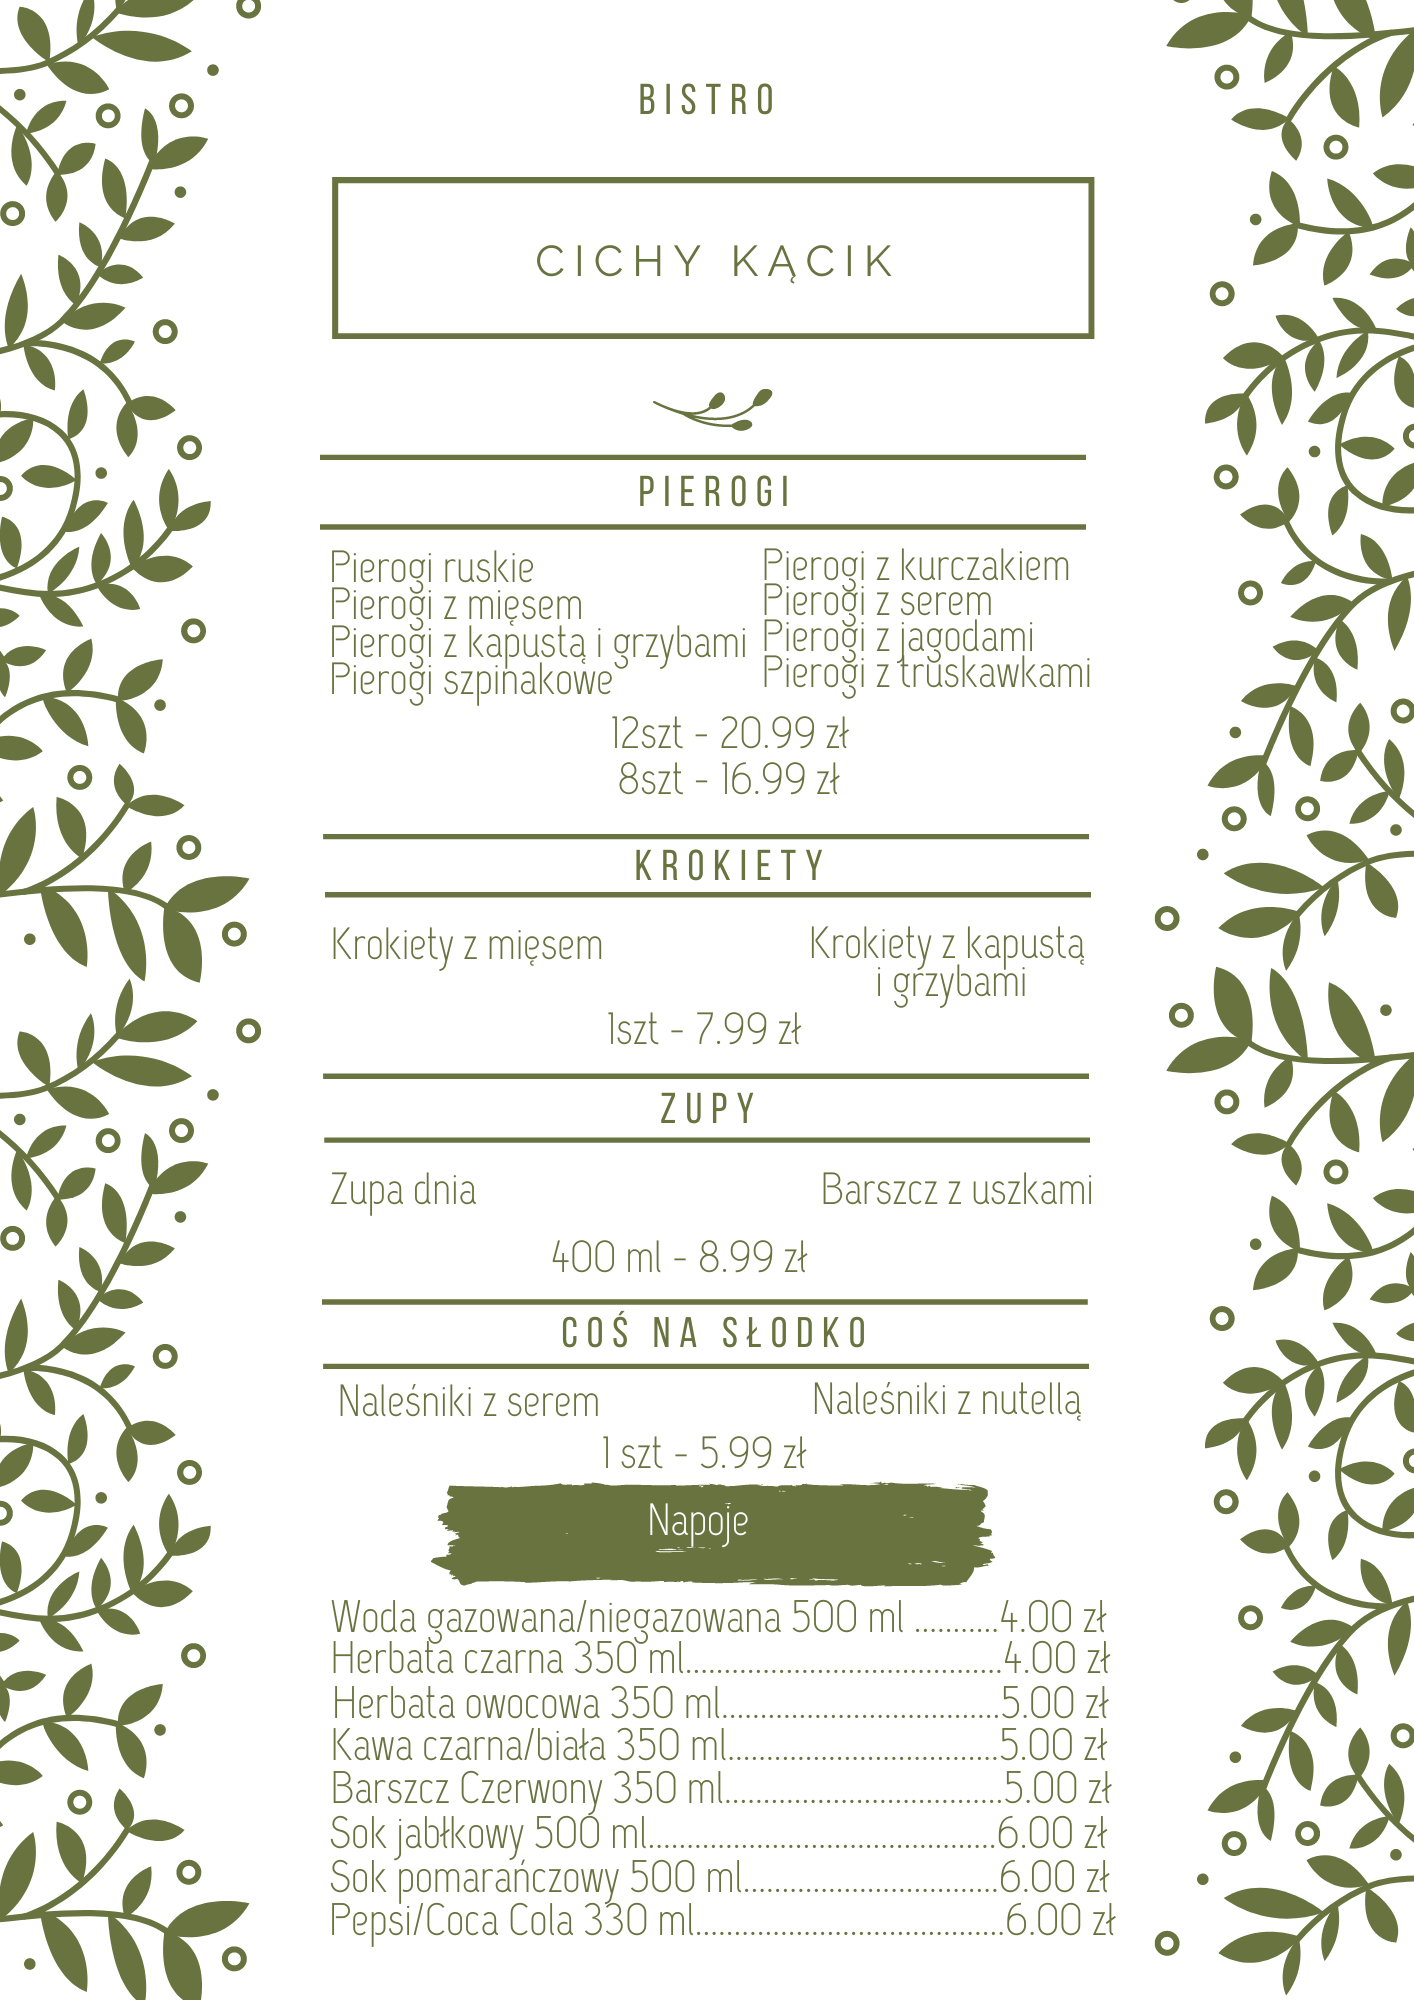 BISTRO
CICHY KĄCIK
PIEROGI
Pierogi ruskie
Pierogi z mięsem
Pierogi z kapustą i grzybami
Pierogi szpinakowe
Pierogi z kurczakiem
Pierogi z serem
Pierogi z jagodami
Pierogi z truskawkami
12szt - 20.99 zł
8szt - 16.99 zł
KROKIETY
Krokiety z mięsem
Krokiety z kapustą
i grzybami
1szt - 7.99 zł
ZUPY
Zupa dnia
Barszcz z uszkami
400 ml - 8.99 zł
COŚ NA SŁODKO
Naleśniki z serem
Naleśniki z nutellą
1 szt - 5.99 zł
Napoje
Woda gazowana/niegazowana 500 ml ...........4.00 zł
Herbata czarna 350 ml.........................................4.00 zł
Herbata owocowa 350 ml....................................5.00 zł
Kawa czarna/biała 350 ml...................................5.00 zł
Barszcz Czerwony 350 ml....................................5.00 zł
Sok jabłkowy 500 ml.............................................6.00 zł
Sok pomarańczowy 500 ml.................................6.00 zł
Pepsi/Coca Cola 330 ml........................................6.00 zł